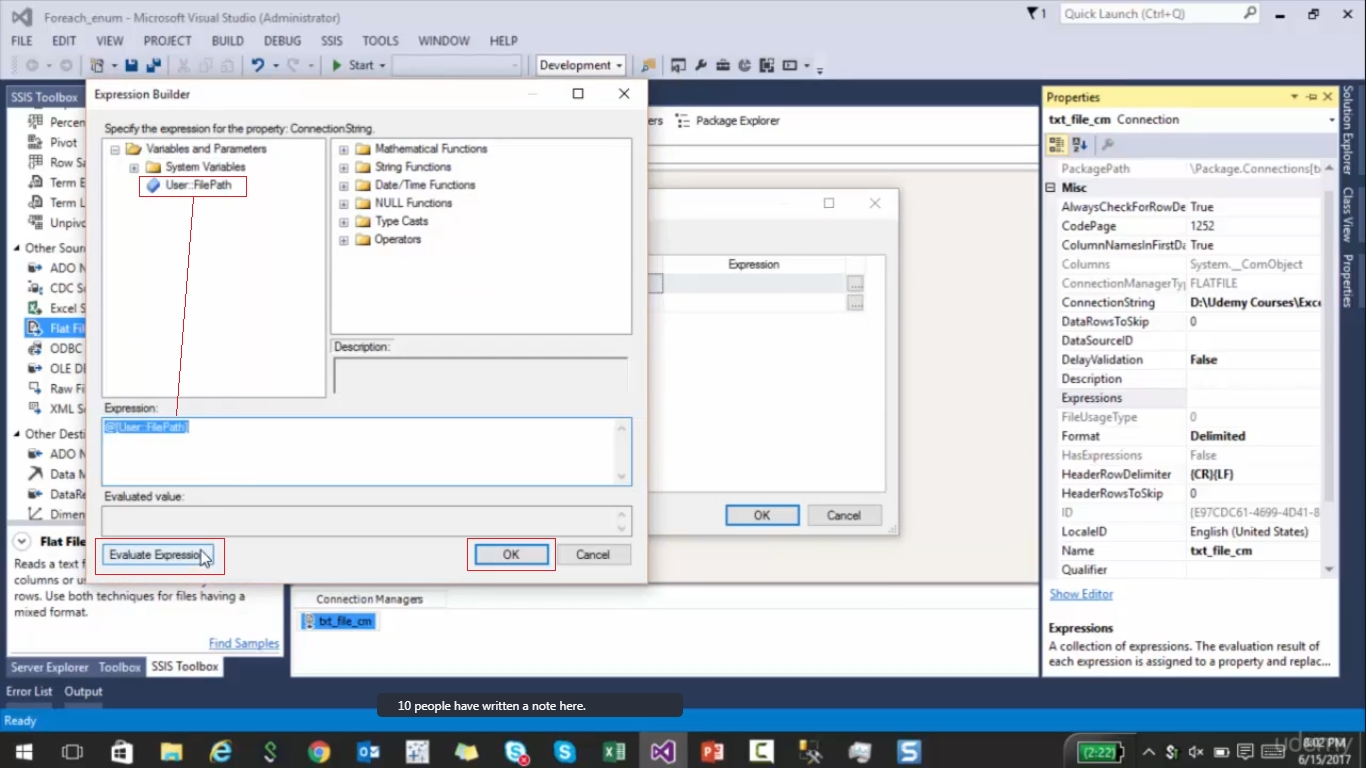 Foreach_enum - Microsoft Visual Studio (Administrator)
1
Quick Launch (Ctrl+Q)
FILE EDIT VIEW PROJECT BUILD DEBUG SSIS TOOLS WINDOW HELP
Start
Development
SSIS Toolbox
Percen
Pivot
Row Sa
Term E
Term L
Unpivo
Other Sour
ADO N
CDC S
Excel S
Flat Fil
ODBC
OLE DE
Raw Fi
XML S
Other Desti
ADO N
Data M
DataRe
Dimen
Flat File
Reads a text f
columns or u
rows. Use both techniques for files having a
mixed format.
Find Samples
Server Explorer Toolbox SSIS Toolbox
Error List Output
Ready
Expression Builder
Specify the expression for the property: ConnectionString.
Variables and Parameters
System Variables
User::FilePath
Mathematical Functions
String Functions
Date/Time Functions
NULL Functions
Type Casts
Operators
Description:
Expression:
@[User::FilePath]
Evaluated value:
Evaluate Expression
OK Cancel
ers Package Explorer
Expression
...
...
OK Cancel
Connection Managers
txt_file_cm
Properties
txt_file_cm Connection
PackagePath \Package.Connections[t
Misc
AlwaysCheckForRowDe True
CodePage 1252
ColumnNamesInFirstDa True
Columns System.__ComObject
ConnectionManagerTyp FLATFILE
ConnectionString D:\Udemy Courses\Exce
DataRowsToSkip 0
DataSourceID
DelayValidation False
Description
Expressions
FileUsageType 0
Format Delimited
HasExpressions False
HeaderRowDelimiter {CR}{LF}
HeaderRowsToSkip 0
ID {E97CDC61-4699-4D41-8
LocaleID English (United States)
Name txt_file_cm
Qualifier
Show Editor
Expressions
A collection of expressions. The evaluation result of
each expression is assigned to a property and replac...
Solution Explorer
Class View
Properties
10 people have written a note here.
(2:22)
udemy
8:02 PM
6/15/2017